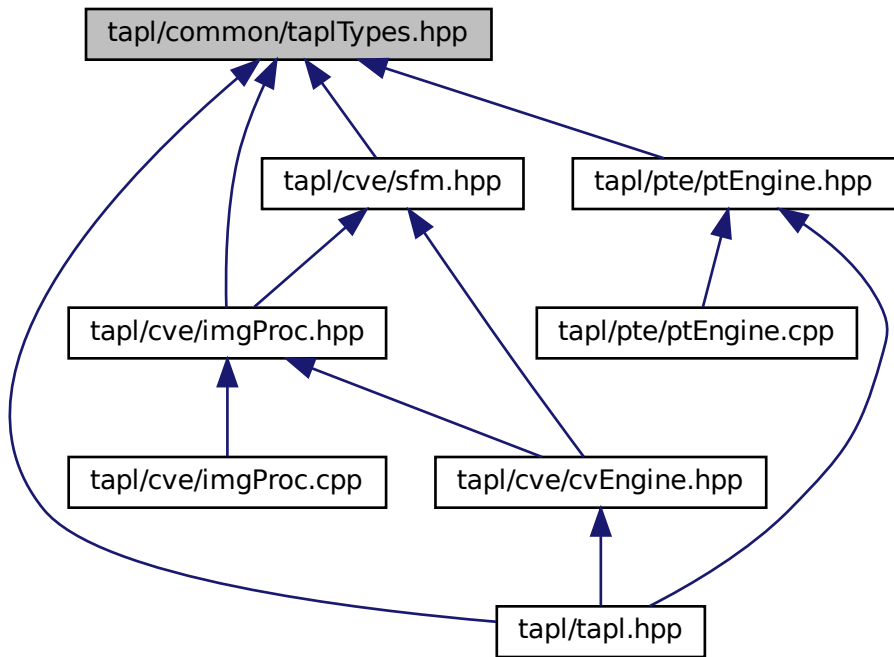 tapl/common/taplTypes.hpp
tapl/cve/sfm.hpp
tapl/pte/ptEngine.hpp
tapl/cve/imgProc.hpp
tapl/pte/ptEngine.cpp
tapl/cve/imgProc.cpp
tapl/cve/cvEngine.hpp
tapl/tapl.hpp